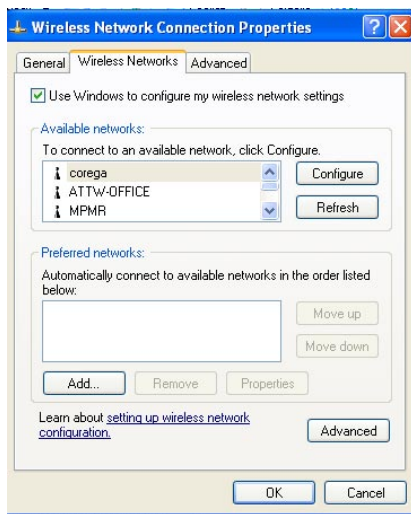 Wireless Network Connection Properties
General Wireless Networks Advanced
Use Windows to configure my wireless network settings
Available networks:
To connect to an available network, click Configure.
corega
ATTW-OFFICE
MPMR
Configure
Refresh
Preferred networks:
Automatically connect to available networks in the order listed
below:
Move up
Move down
Add... Remove Properties
Learn about setting up wireless network
configuration.
Advanced
OK Cancel